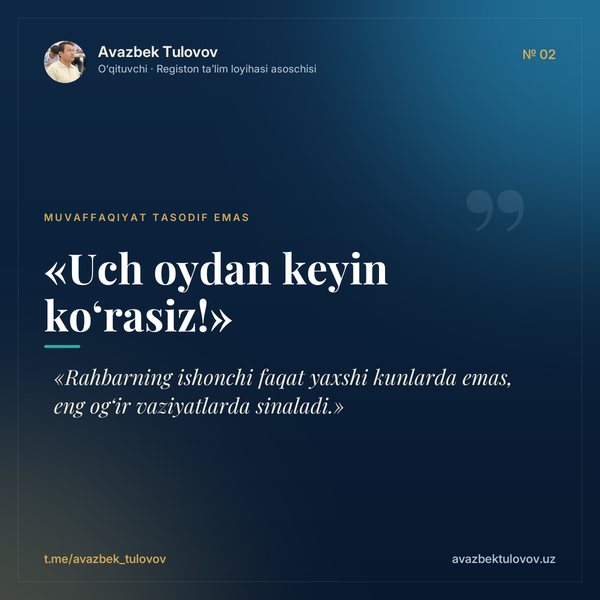 Avazbek Tulovov
O‘qituvchi · Registon ta’lim loyihasi asoschisi
№ 02
MUVAFFAQIYAT TASODIF EMAS
”
«Uch oydan keyin
ko‘rasiz!»
«Rahbarning ishonchi faqat yaxshi kunlarda emas,
eng og‘ir vaziyatlarda sinaladi.»
t.me/avazbek_tulovov
avazbektulovov.uz